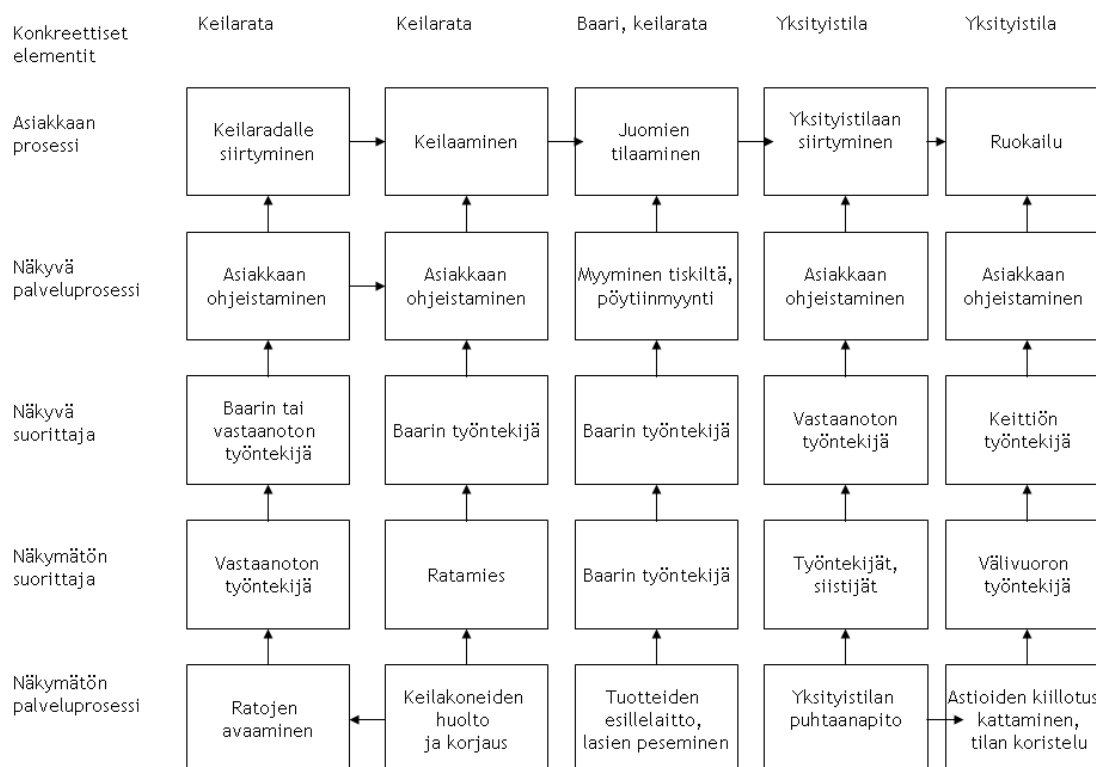 Konkreettiset
elementit
Keilarata
Keilarata
Baari, keilarata
Yksityistila
Yksityistila
Asiakkaan
prosessi
Keilaradalle
siirtyminen
Keilaaminen
Juomien
tilaaminen
Yksityistilaan
siirtyminen
Ruokailu
Näkyvä
palveluprosessi
Asiakkaan
ohjeistaminen
Asiakkaan
ohjeistaminen
Myyminen tiskiltä,
pöytiinmyynti
Asiakkaan
ohjeistaminen
Asiakkaan
ohjeistaminen
Näkyvä
suorittaja
Baarin tai
vastaanoton
työntekijä
Baarin työntekijä
Baarin työntekijä
Vastaanoton
työntekijä
Keittiön
työntekijä
Näkymätön
suorittaja
Vastaanoton
työntekijä
Ratamies
Baarin työntekijä
Työntekijät,
siistijät
Välivuoron
työntekijä
Näkymätön
palveluprosessi
Ratojen
avaaminen
Keilakoneiden
huolto
ja korjaus
Tuotteiden
esillelaitto,
lasien peseminen
Yksityistilan
puhtaanapito
Astioiden kiillotus
kattaminen,
tilan koristelu